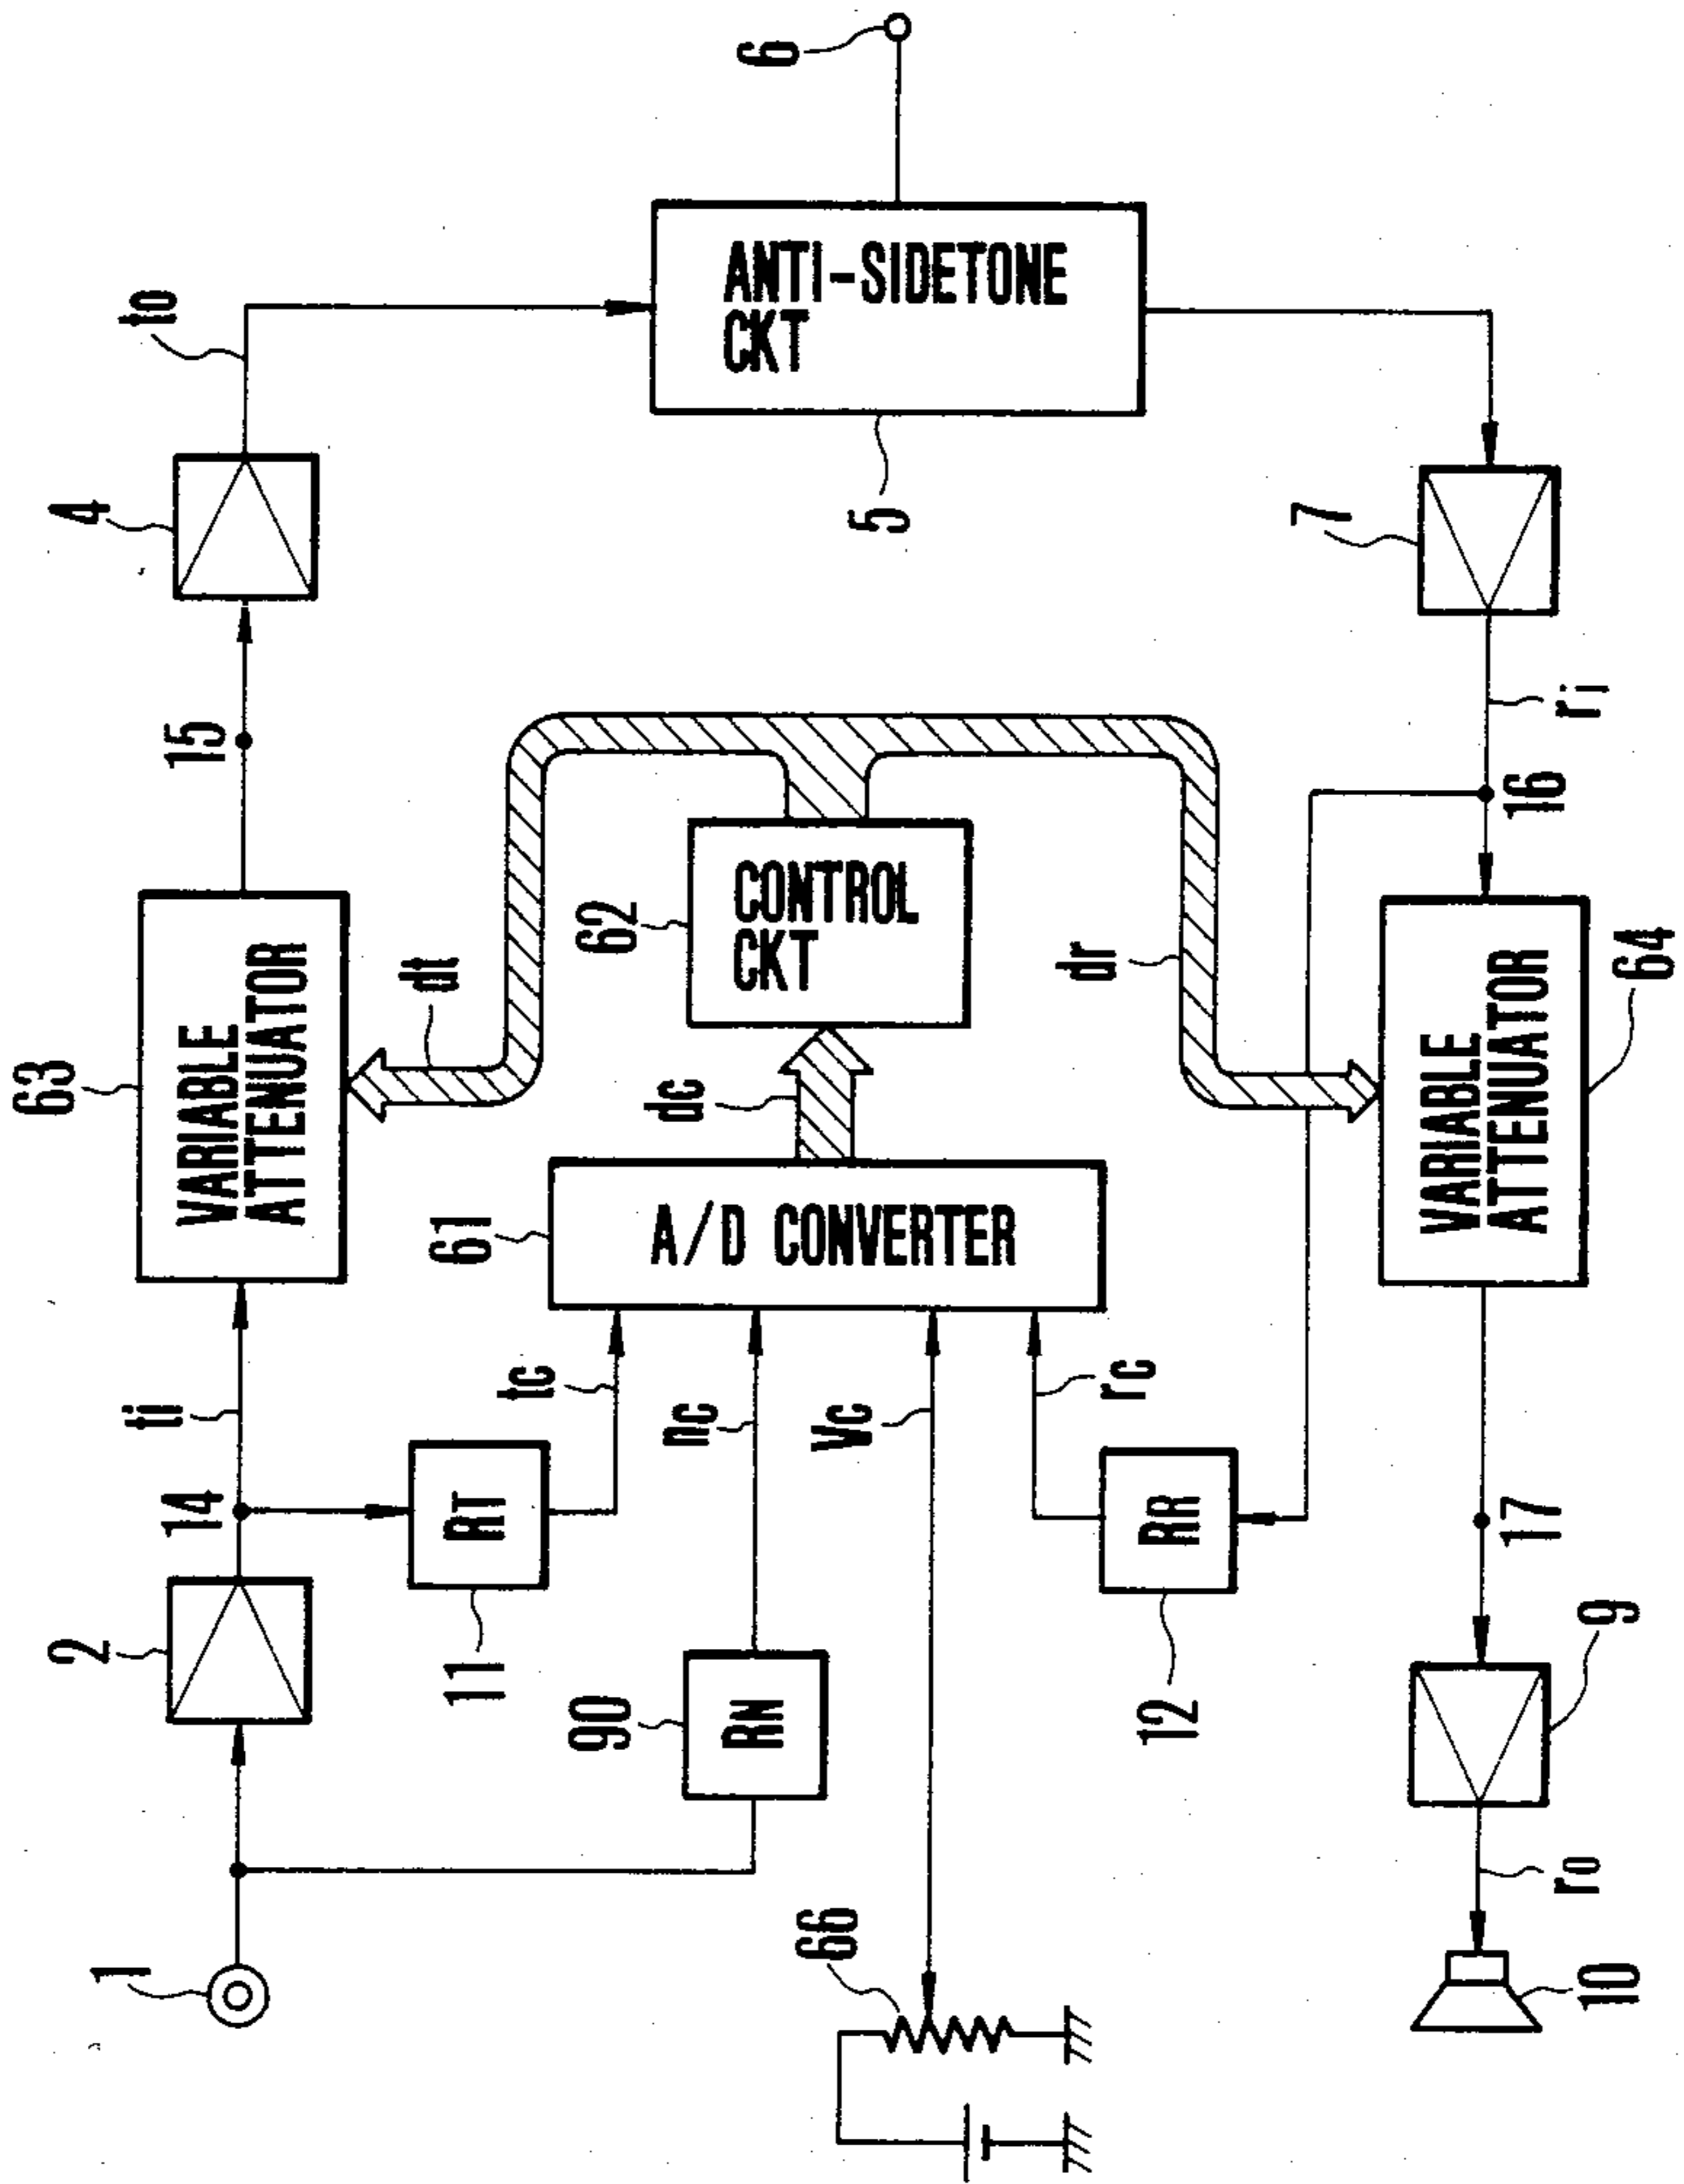 1
2
14
ti
63
VARIABLE
ATTENUATOR
15
4
to
11
RT
tc
dt
90
RN
nc
61
A/D CONVERTER
dc
62
CONTROL
CKT
5
ANTI-SIDETONE
CKT
6
66
Vc
12
RR
rc
dr
10
ro
9
17
VARIABLE
ATTENUATOR
64
16
ri
7